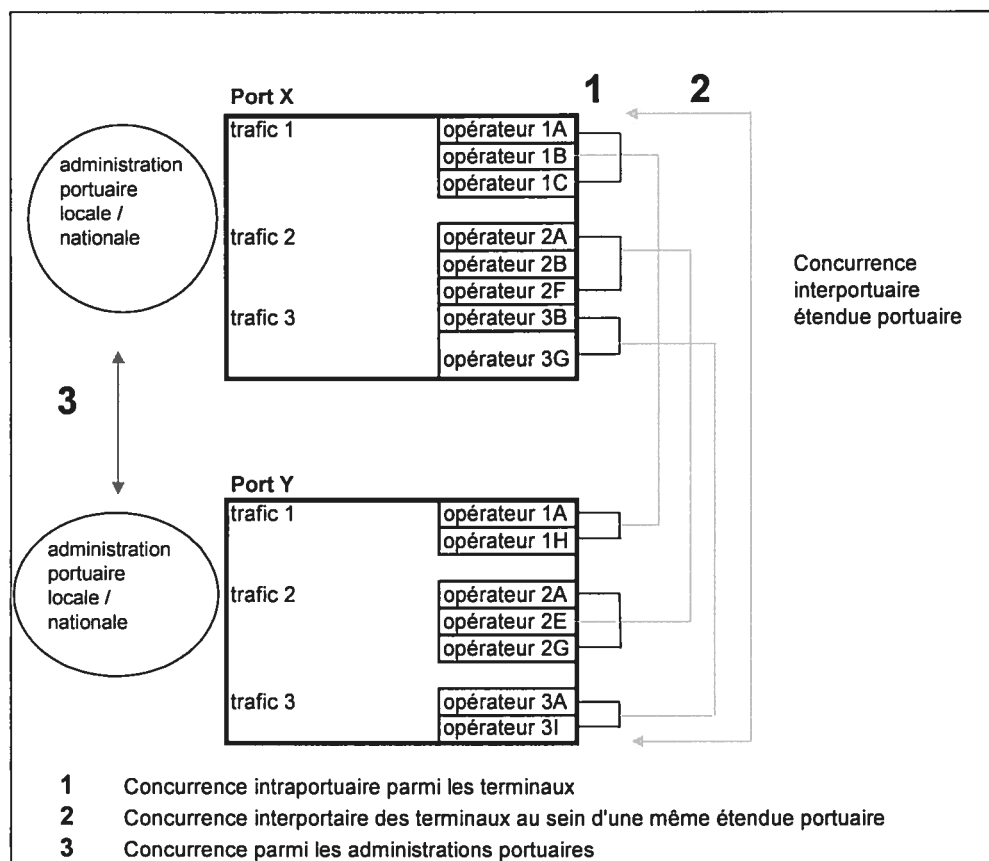 1 2
Port X
trafic 1 opérateur 1A
opérateur 1B
opérateur 1C
administration
portuaire
locale /
nationale
trafic 2 opérateur 2A
opérateur 2B
opérateur 2F
trafic 3 opérateur 3B
opérateur 3G
Concurrence
interportuaire
étendue portuaire
3
Port Y
trafic 1 opérateur 1A
opérateur 1H
administration
portuaire
locale /
nationale
trafic 2 opérateur 2A
opérateur 2E
opérateur 2G
trafic 3 opérateur 3A
opérateur 3I
1 Concurrence intraportuaire parmi les terminaux
2 Concurrence interportaire des terminaux au sein d'une même étendue portuaire
3 Concurrence parmi les administrations portuaires